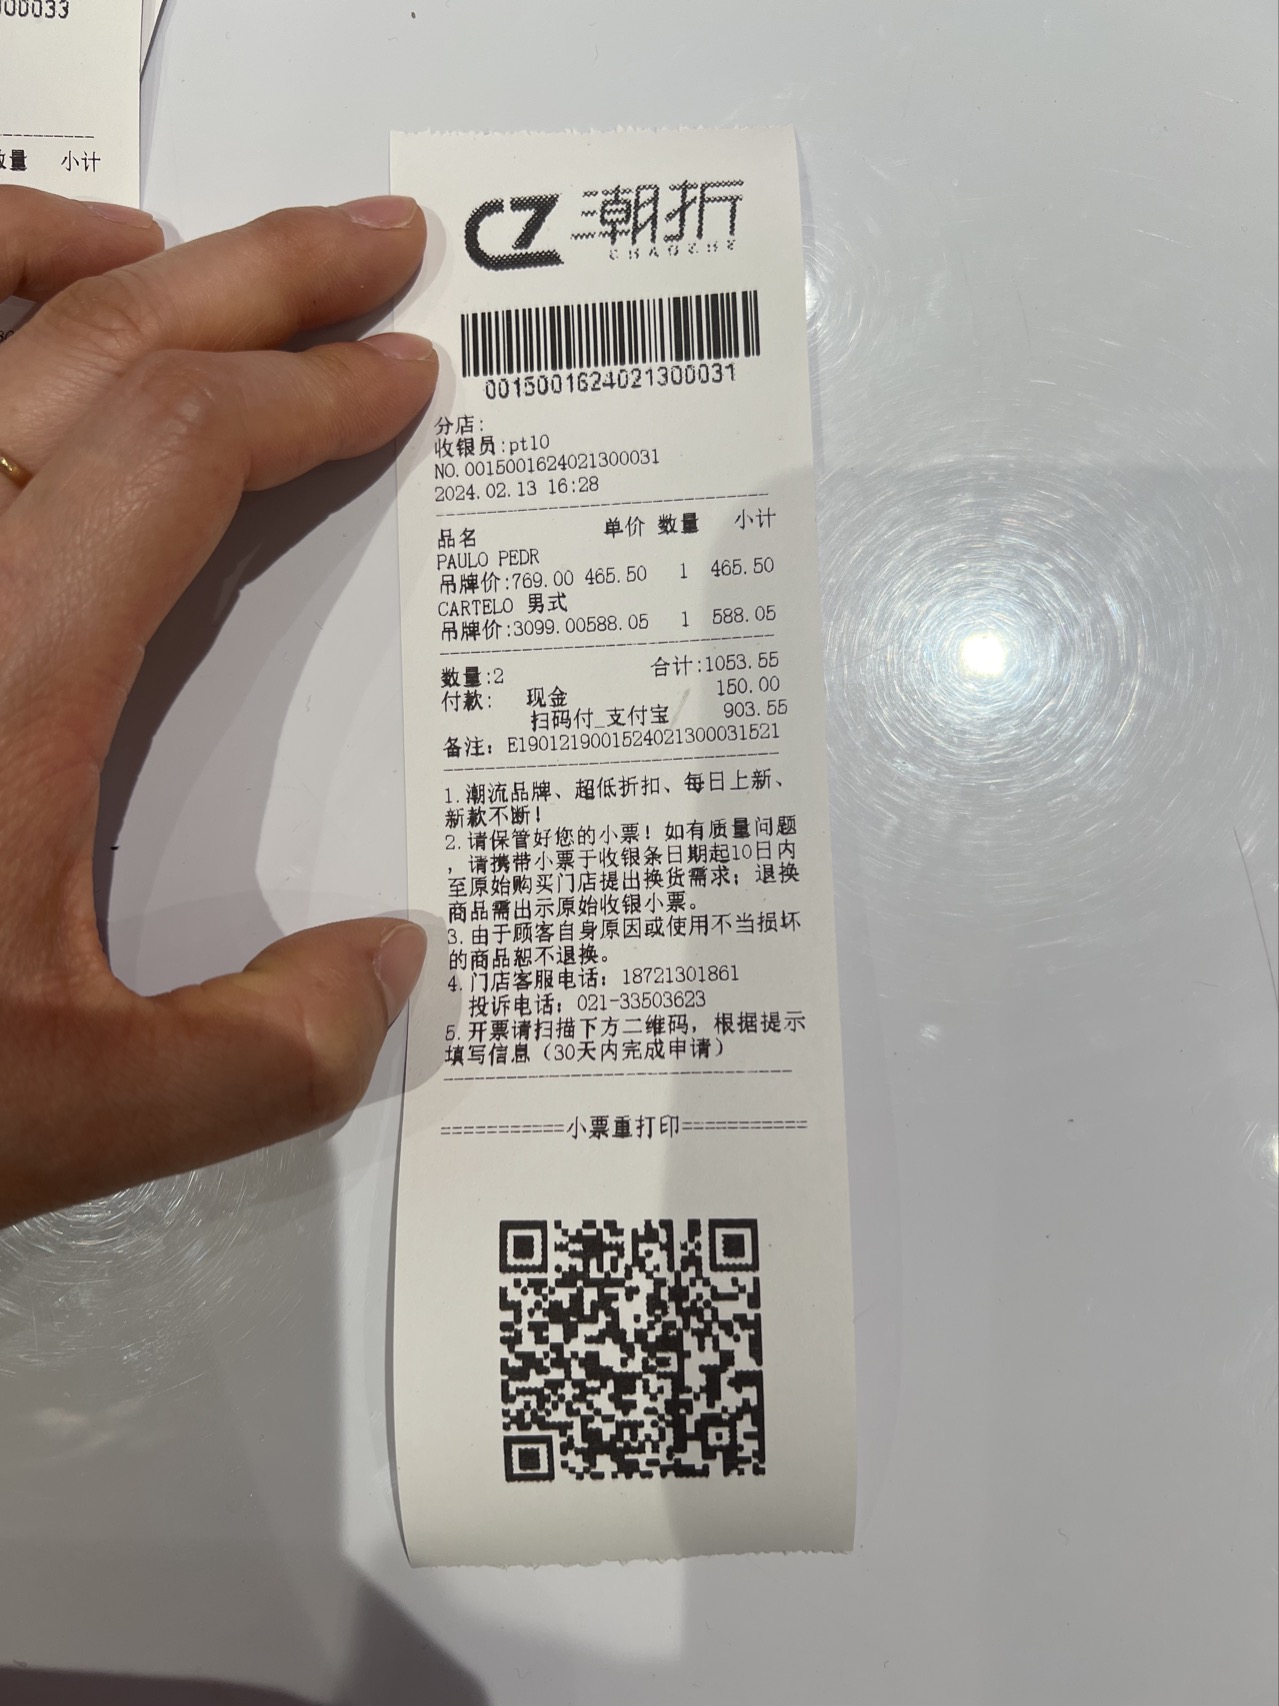 00033
数量 小计
CZ 潮折
CHAOZHE
0015001624021300031
分店:
收银员:pt10
NO.0015001624021300031
2024.02.13 16:28
品名 单价 数量 小计
PAULO PEDR
吊牌价:769.00 465.50 1 465.50
CARTELO 男式
吊牌价:3099.00588.05 1 588.05
数量:2 合计:1053.55
付款: 现金 150.00
扫码付_支付宝 903.55
备注: E1901219001524021300031521
1.潮流品牌、超低折扣、每日上新、
新款不断!
2.请保管好您的小票!如有质量问题
,请携带小票于收银条日期起10日内
至原始购买门店提出换货需求;退换
商品需出示原始收银小票。
3.由于顾客自身原因或使用不当损坏
的商品恕不退换。
4.门店客服电话: 18721301861
投诉电话: 021-33503623
5.开票请扫描下方二维码,根据提示
填写信息(30天内完成申请)
===========小票重打印===========